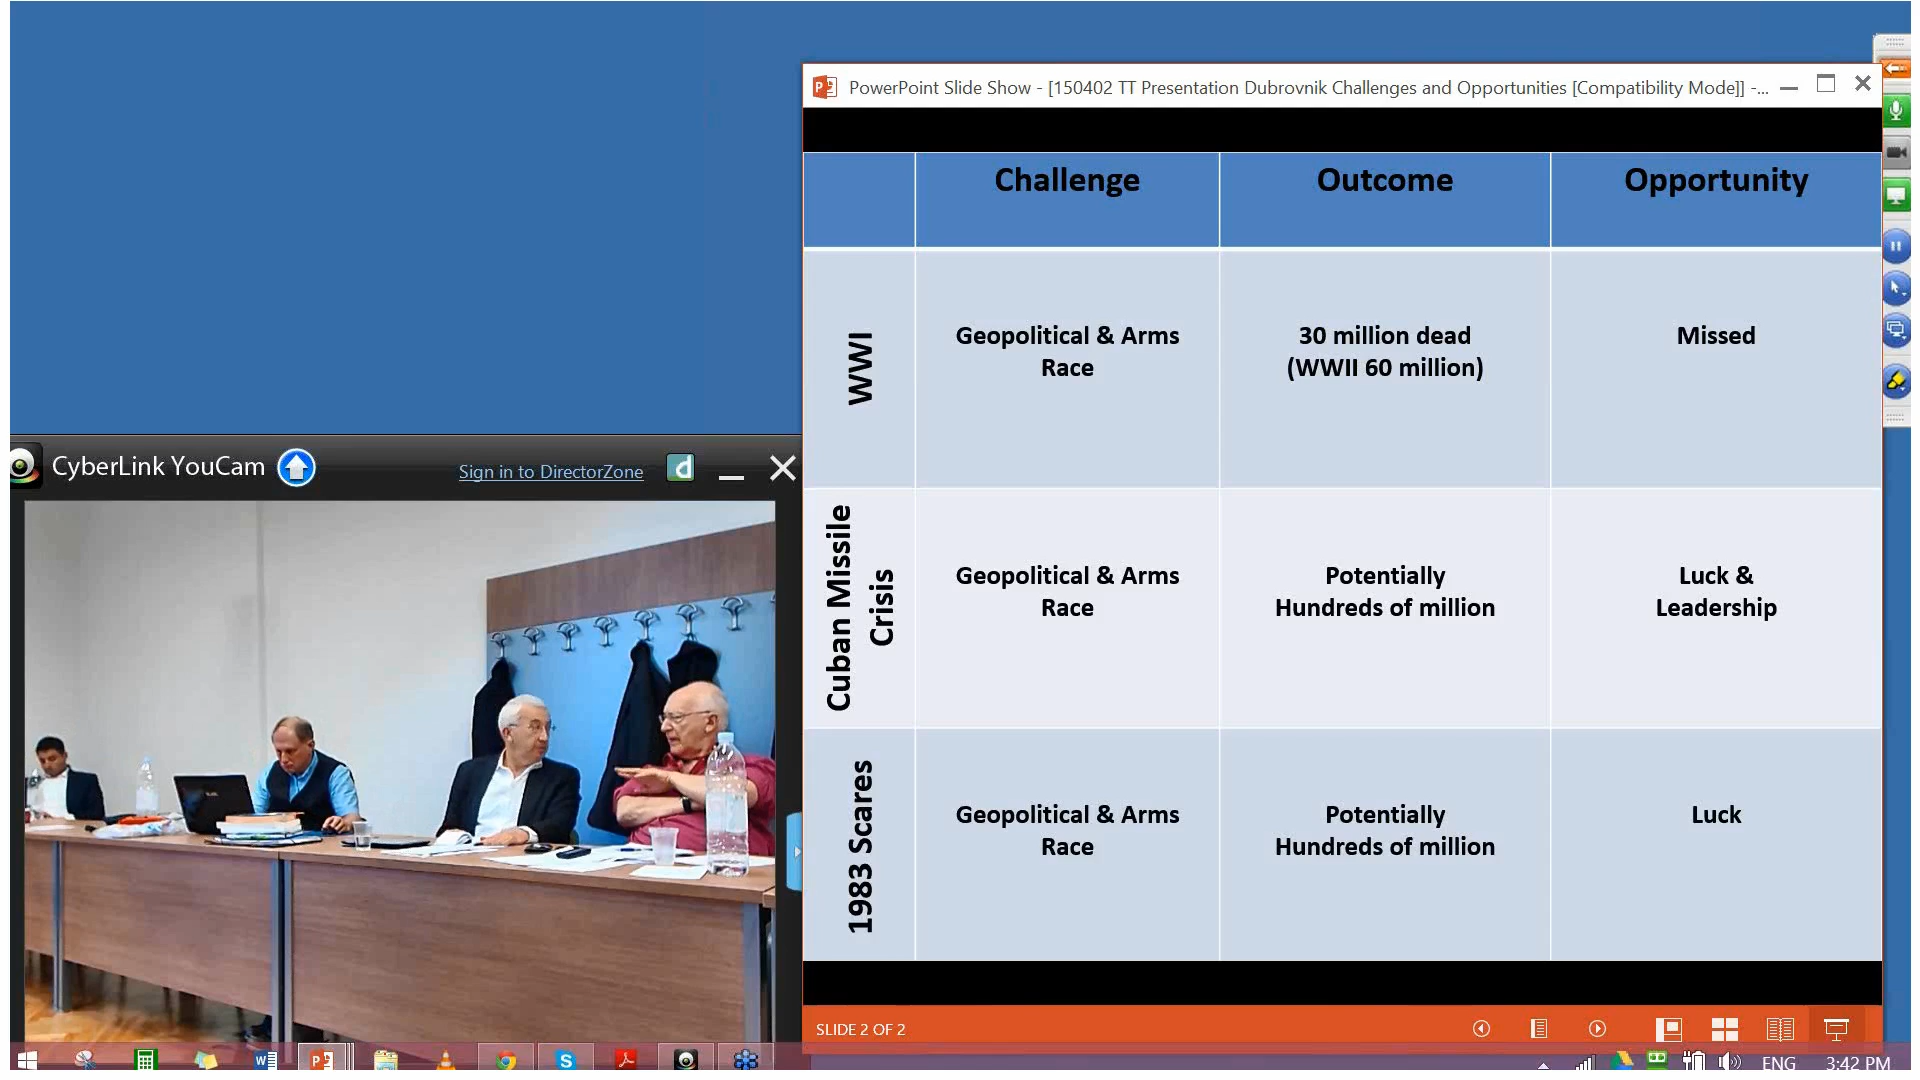 PowerPoint Slide Show - [150402 TT Presentation Dubrovnik Challenges and Opportunities [Compatibility Mode]] -...
Challenge
Outcome
Opportunity
WWI
Geopolitical & Arms
Race
30 million dead
(WWII 60 million)
Missed
Cuban Missile
Crisis
Geopolitical & Arms
Race
Potentially
Hundreds of million
Luck &
Leadership
1983 Scares
Geopolitical & Arms
Race
Potentially
Hundreds of million
Luck
SLIDE 2 OF 2
CyberLink YouCam
Sign in to DirectorZone
ENG
3:42 PM